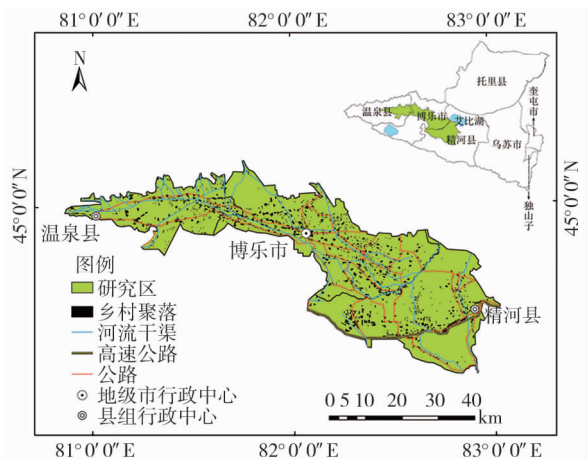 81°0′0″E 82°0′0″E 83°0′0″E
N
托里县
奎屯市
温泉县 博乐市 艾比湖
精河县 乌苏市
独山子
45°0′0″N 45°0′0″N
温泉县
博乐市
精河县
图例
研究区
乡村聚落
河流干渠
高速公路
公路
地级市行政中心
县组行政中心
0 5 10 20 30 40
km
81°0′0″E 82°0′0″E 83°0′0″E